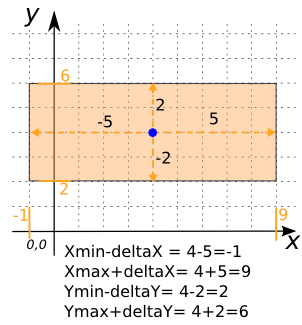 y
6
2
-5
5
-2
2
-1
9
0,0
x
Xmin-deltaX = 4-5=-1
Xmax+deltaX= 4+5=9
Ymin-deltaY= 4-2=2
Ymax+deltaY= 4+2=6